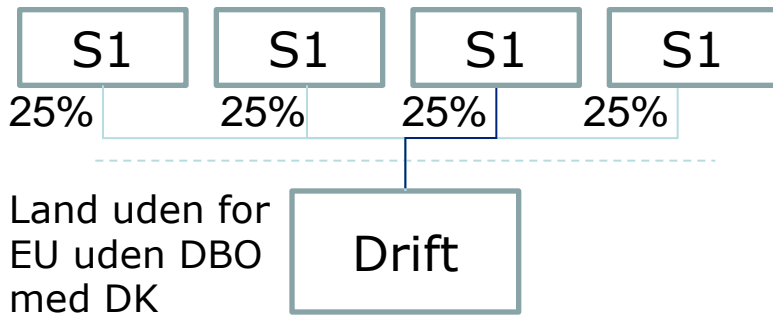 S1 S1 S1 S1
25% 25% 25% 25%
Land uden for
EU uden DBO
med DK
Drift